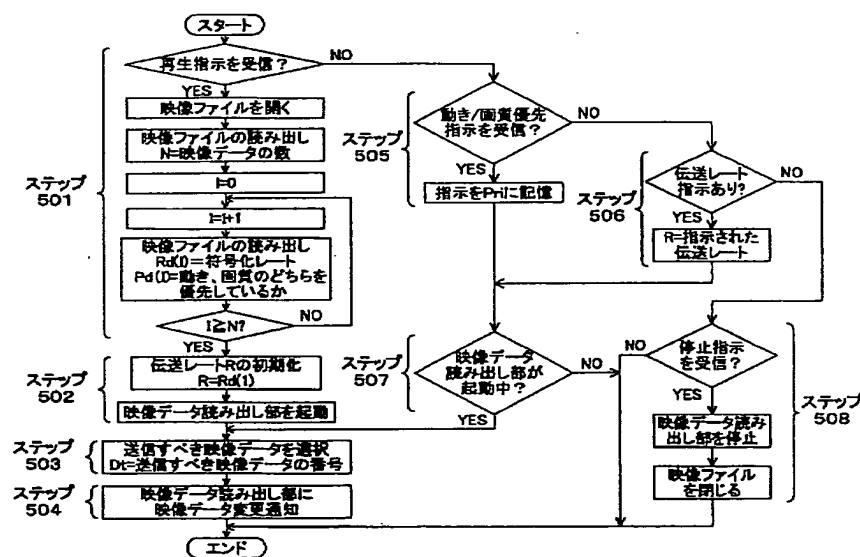 スタート
再生指示を受信?
NO
YES
映像ファイルを開く
映像ファイルの読み出し
N=映像データの数
I=0
I=I+1
映像ファイルの読み出し
Rd(I)=符号化レート
Pd(I)=動き、画質のどちらを
優先しているか
I≧N?
NO
YES
ステップ
501
伝送レートRの初期化
R=Rd(1)
映像データ読み出し部を起動
ステップ
502
送信すべき映像データを選択
Dt=送信すべき映像データの番号
ステップ
503
映像データ読み出し部に
映像データ変更通知
ステップ
504
エンド
動き/画質優先
指示を受信?
NO
YES
指示をPriに記憶
ステップ
505
伝送レート
指示あり?
NO
YES
R=指示された
伝送レート
ステップ
506
映像データ
読み出し部が
起動中?
NO
YES
ステップ
507
停止指示
を受信?
NO
YES
映像データ読み
出し部を停止
映像ファイル
を閉じる
ステップ
508